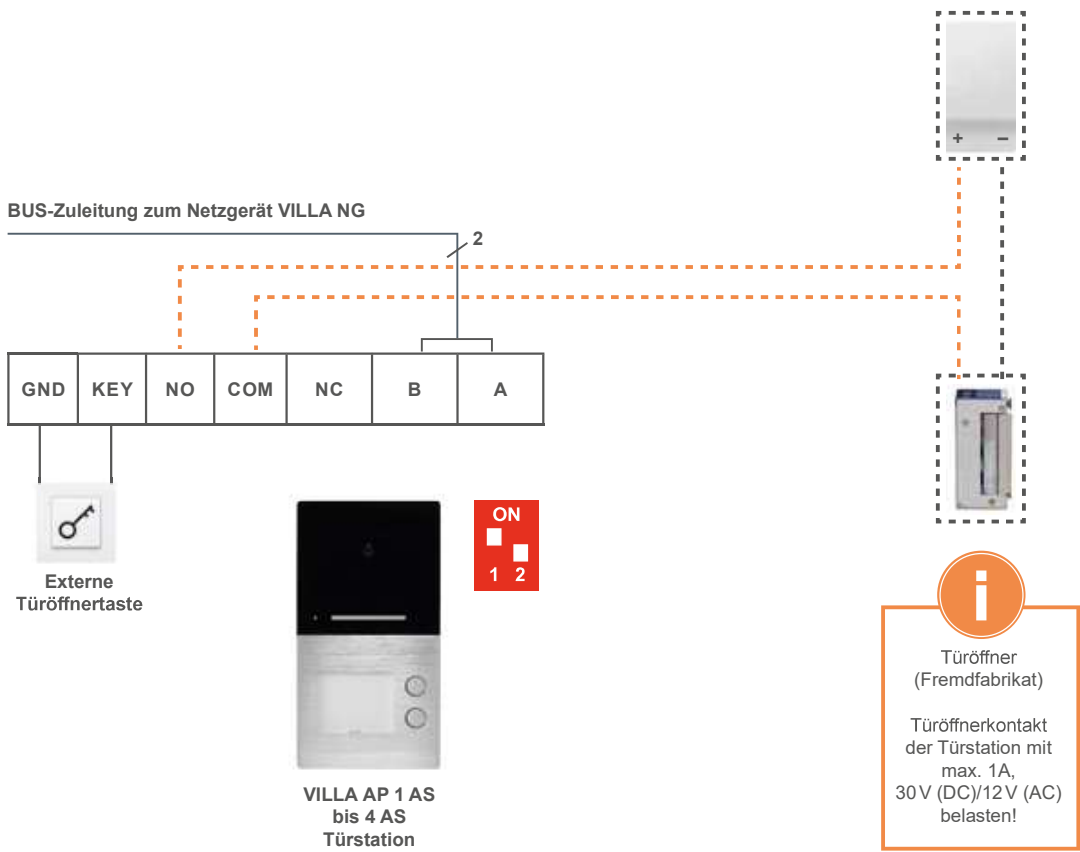 + −
BUS-Zuleitung zum Netzgerät VILLA NG
2
GND KEY NO COM NC B A
ON
1 2
Externe
Türöffnertaste
VILLA AP 1 AS
bis 4 AS
Türstation
i
Türöffner
(Fremdfabrikat)
Türöffnerkontakt
der Türstation mit
max. 1A,
30 V (DC)/12 V (AC)
belasten!